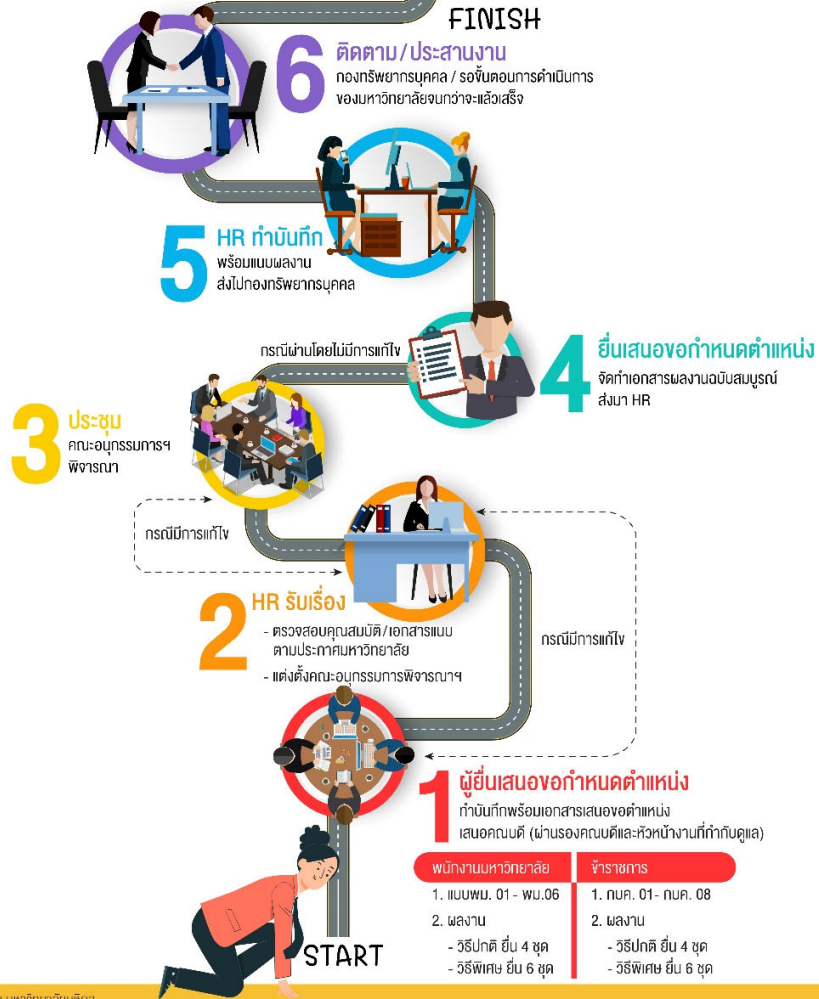 FINISH
6 ติดตาม/ประสานงาน
กองทรัพยากรบุคคล / รอขั้นตอนการดำเนินการ
ของมหาวิทยาลัยจนกว่าจะแล้วเสร็จ
5 HR ทำบันทึก
พร้อมแนบผลงาน
ส่งไปกองทรัพยากรบุคคล
กรณีผ่านโดยไม่มีการแก้ไข
4 ยื่นเสนอขอกำหนดตำแหน่ง
จัดทำเอกสารผลงานฉบับสมบูรณ์
ส่งมา HR
3 ประชุม
คณะอนุกรรมการฯ
พิจารณา
กรณีมีการแก้ไข
2 HR รับเรื่อง
- ตรวจสอบคุณสมบัติ/เอกสารแนบ
ตามประกาศมหาวิทยาลัย
- แต่งตั้งคณะอนุกรรมการพิจารณาฯ
กรณีมีการแก้ไข
1 ผู้ยื่นเสนอขอกำหนดตำแหน่ง
ทำบันทึกพร้อมเอกสารเสนอขอตำแหน่ง
เสนอคณบดี (ผ่านรองคณบดีและหัวหน้างานที่กำกับดูแล)
พนักงานมหาวิทยาลัย
1. แบบพม. 01 - พม.06
2. ผลงาน
- วิธีปกติ ยื่น 4 ชุด
- วิธีพิเศษ ยื่น 6 ชุด
ข้าราชการ
1. กบค. 01- กบค. 08
2. ผลงาน
- วิธีปกติ ยื่น 4 ชุด
- วิธีพิเศษ ยื่น 6 ชุด
START